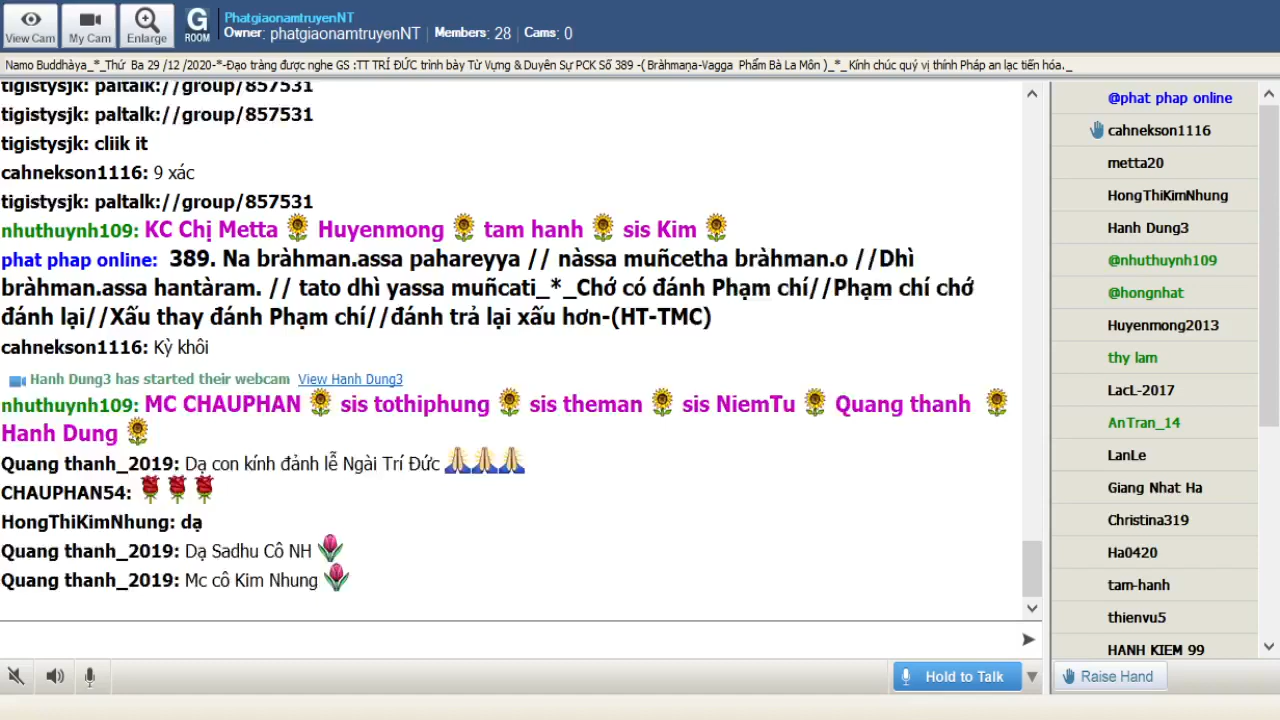 View Cam
My Cam
Enlarge
G
ROOM
PhatgiaonamtruyenNT
Owner: phatgiaonamtruyenNT | Members: 28 | Cams: 0
Namo Buddhàya_*_Thứ Ba 29 /12 /2020-*-Đạo tràng được nghe GS :TT TRÍ ĐỨC trình bày Từ Vựng & Duyên Sự PCK Số 389 -( Bràhmaṇa-Vagga Phẩm Bà La Môn )_*_ Kính chúc quý vị thính Pháp an lạc tiến hóa._
tigistysjk: paltalk://group/857531
tigistysjk: paltalk://group/857531
tigistysjk: cliik it
cahnekson1116: 9 xác
tigistysjk: paltalk://group/857531
nhuthuynh109: KC Chị Metta 🌻 Huyenmong 🌻 tam hanh 🌻 sis Kim 🌻
phat phap online: 389. Na bràhman.assa pahareyya // nàssa muñcetha bràhman.o //Dhì
bràhman.assa hantàram. // tato dhì yassa muñcati_*_Chớ có đánh Phạm chí//Phạm chí chớ
đánh lại//Xấu thay đánh Phạm chí//đánh trả lại xấu hơn-(HT-TMC)
cahnekson1116: Kỳ khôi
Hanh Dung3 has started their webcam View Hanh Dung3
nhuthuynh109: MC CHAUPHAN 🌻 sis tothiphung 🌻 sis theman 🌻 sis NiemTu 🌻 Quang thanh 🌻
Hanh Dung 🌻
Quang thanh_2019: Dạ con kính đảnh lễ Ngài Trí Đức 🙏🙏🙏
CHAUPHAN54: 🌹🌹🌹
HongThiKimNhung: dạ
Quang thanh_2019: Dạ Sadhu Cô NH 🌷
Quang thanh_2019: Mc cô Kim Nhung 🌷
Hold to Talk
@phat phap online
cahnekson1116
metta20
HongThiKimNhung
Hanh Dung3
@nhuthuynh109
@hongnhat
Huyenmong2013
thy lam
LacL-2017
AnTran_14
LanLe
Giang Nhat Ha
Christina319
Ha0420
tam-hanh
thienvu5
HANH KIEM 99
Raise Hand